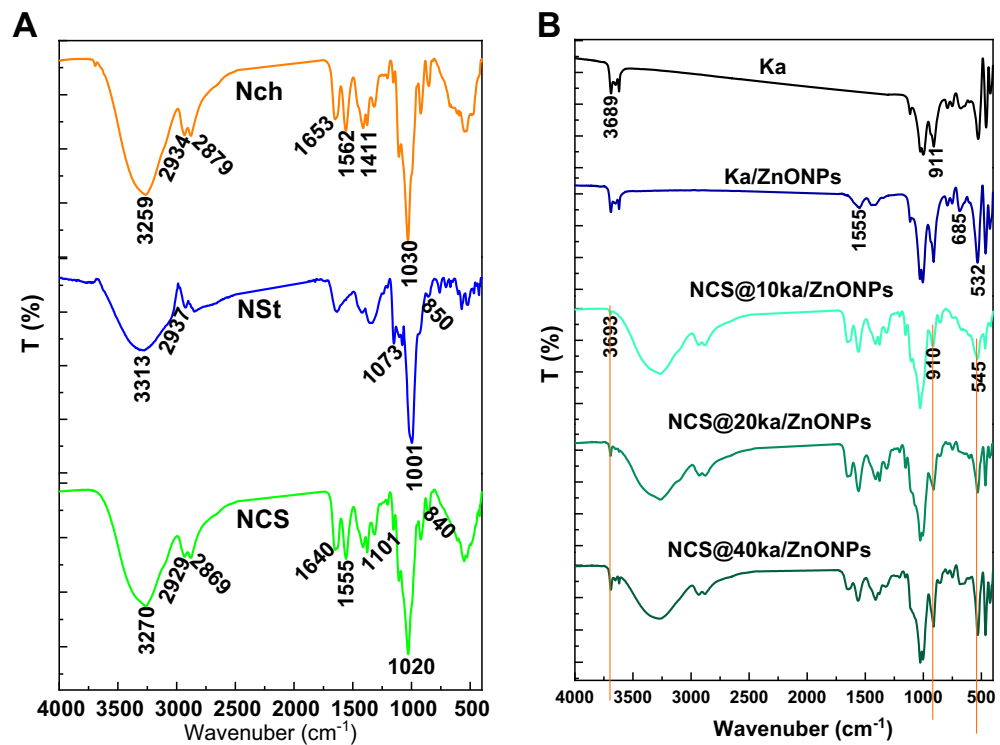 A
Nch
3259
2934
2879
1653
1562
1411
1030
NSt
3313
2937
1073
850
1001
NCS
3270
2929
2869
1640
1555
1101
840
1020
T (%)
4000 3500 3000 2500 2000 1500 1000 500
Wavenuber (cm-1)
B
Ka
3689
911
Ka/ZnONPs
1555
685
532
NCS@10ka/ZnONPs
3693
910
545
NCS@20ka/ZnONPs
NCS@40ka/ZnONPs
T (%)
4000 3500 3000 2500 2000 1500 1000 500
Wavenuber (cm-1)